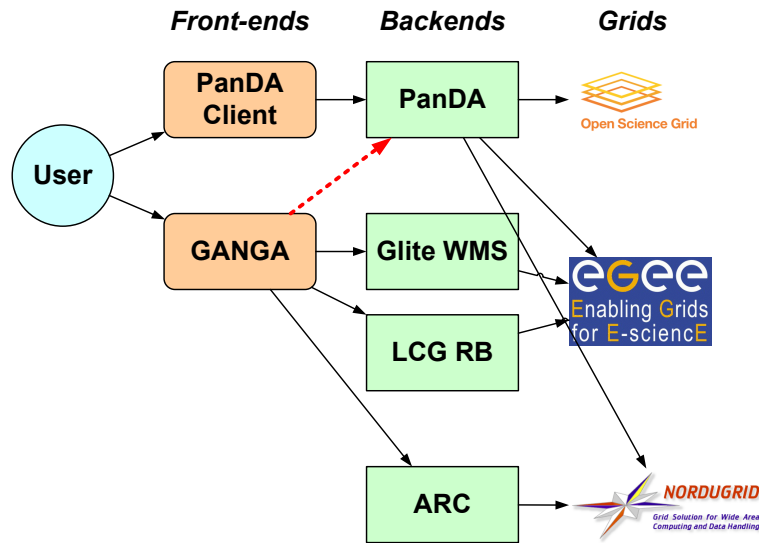 Front-ends Backends Grids
PanDA
Client
PanDA
Open Science Grid
User
GANGA
Glite WMS
eGee
Enabling Grids
for E-sciencE
LCG RB
ARC
NORDUGRID
Grid Solution for Wide Area
Computing and Data Handling